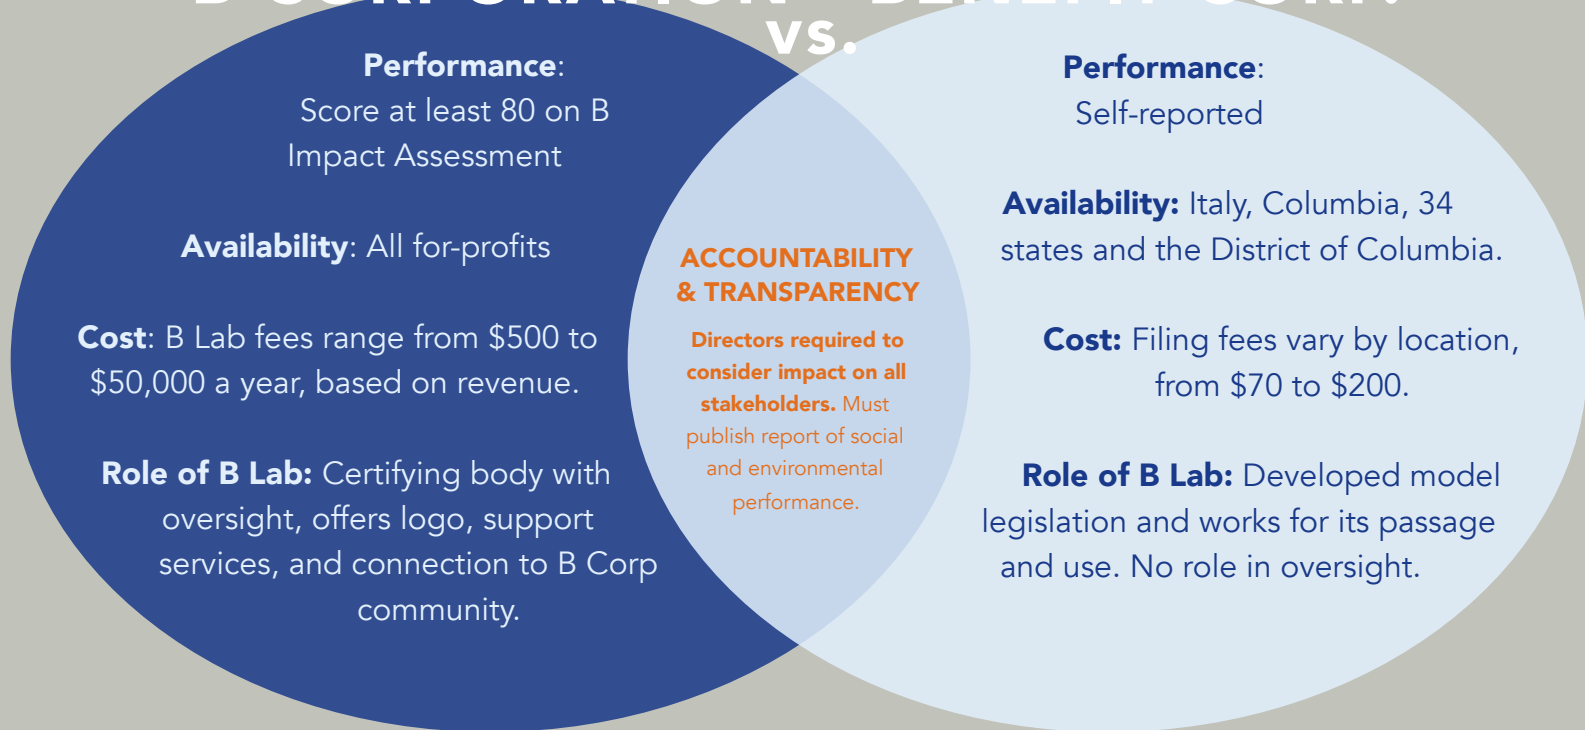 B CORPORATION BENEFIT CORP.
vs.
Performance:
Score at least 80 on B
Impact Assessment
Availability: All for-profits
Cost: B Lab fees range from $500 to
$50,000 a year, based on revenue.
Role of B Lab: Certifying body with
oversight, offers logo, support
services, and connection to B Corp
community.
ACCOUNTABILITY
& TRANSPARENCY
Directors required to
consider impact on all
stakeholders. Must
publish report of social
and environmental
performance.
Performance:
Self-reported
Availability: Italy, Columbia, 34
states and the District of Columbia.
Cost: Filing fees vary by location,
from $70 to $200.
Role of B Lab: Developed model
legislation and works for its passage
and use. No role in oversight.